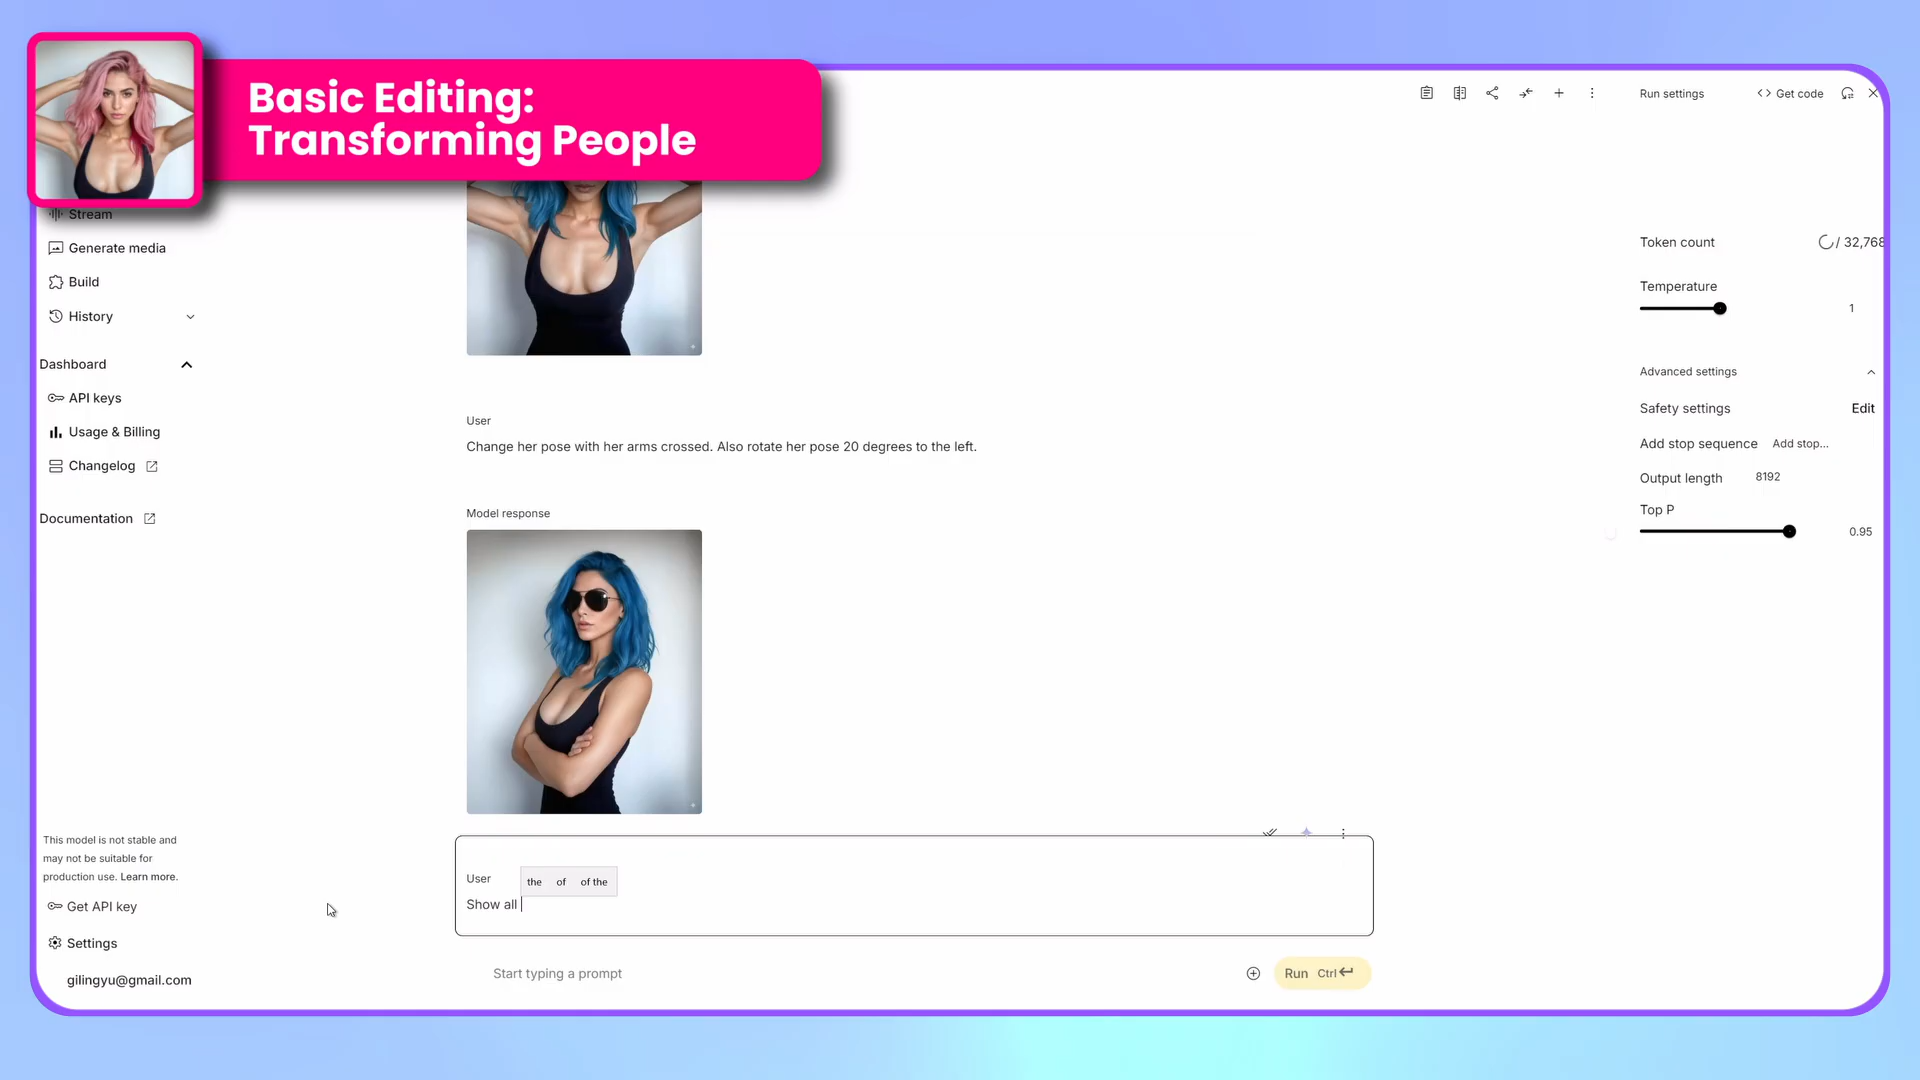 Basic Editing:
Transforming People
Run settings
Get code
Stream
Generate media
Build
History
Dashboard
API keys
Usage & Billing
Changelog
Documentation
User
Change her pose with her arms crossed. Also rotate her pose 20 degrees to the left.
Model response
Token count
/ 32,768
Temperature
1
Advanced settings
Safety settings
Edit
Add stop sequence
Add stop...
Output length
8192
Top P
0.95
This model is not stable and
may not be suitable for
production use. Learn more.
Get API key
Settings
gilingyu@gmail.com
User
the of of the
Show all
Start typing a prompt
Run Ctrl